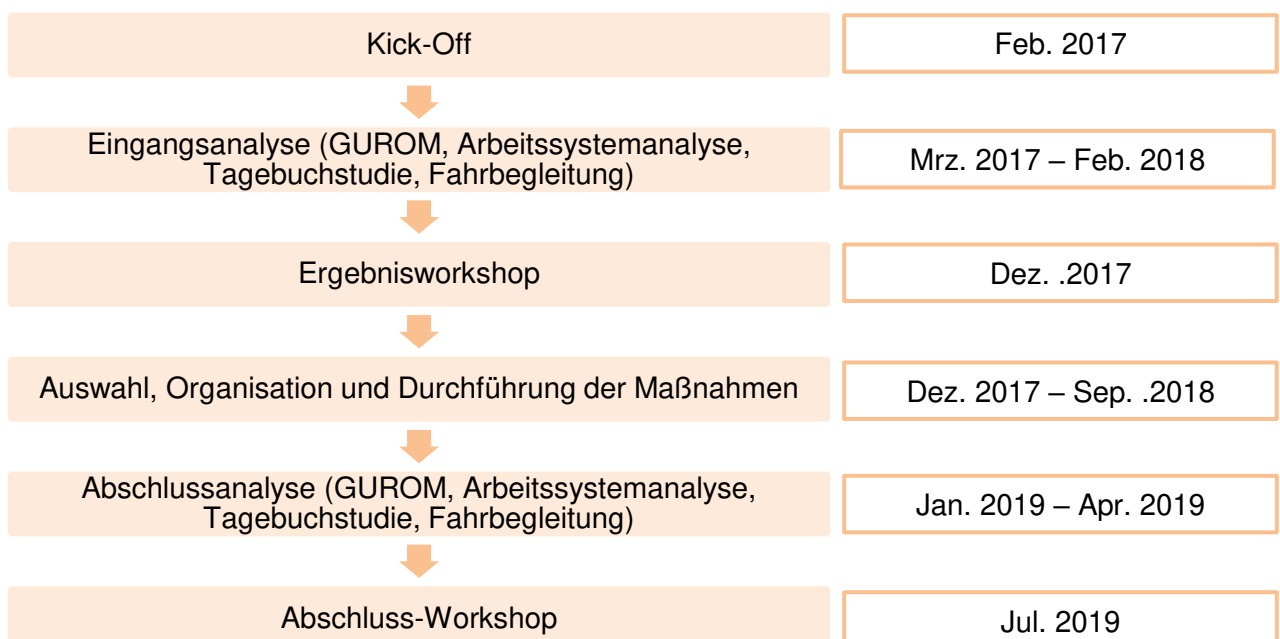 Kick-Off
Feb. 2017
Eingangsanalyse (GUROM, Arbeitssystemanalyse,
Tagebuchstudie, Fahrbegleitung)
Mrz. 2017 – Feb. 2018
Ergebnisworkshop
Dez. .2017
Auswahl, Organisation und Durchführung der Maßnahmen
Dez. 2017 – Sep. .2018
Abschlussanalyse (GUROM, Arbeitssystemanalyse,
Tagebuchstudie, Fahrbegleitung)
Jan. 2019 – Apr. 2019
Abschluss-Workshop
Jul. 2019